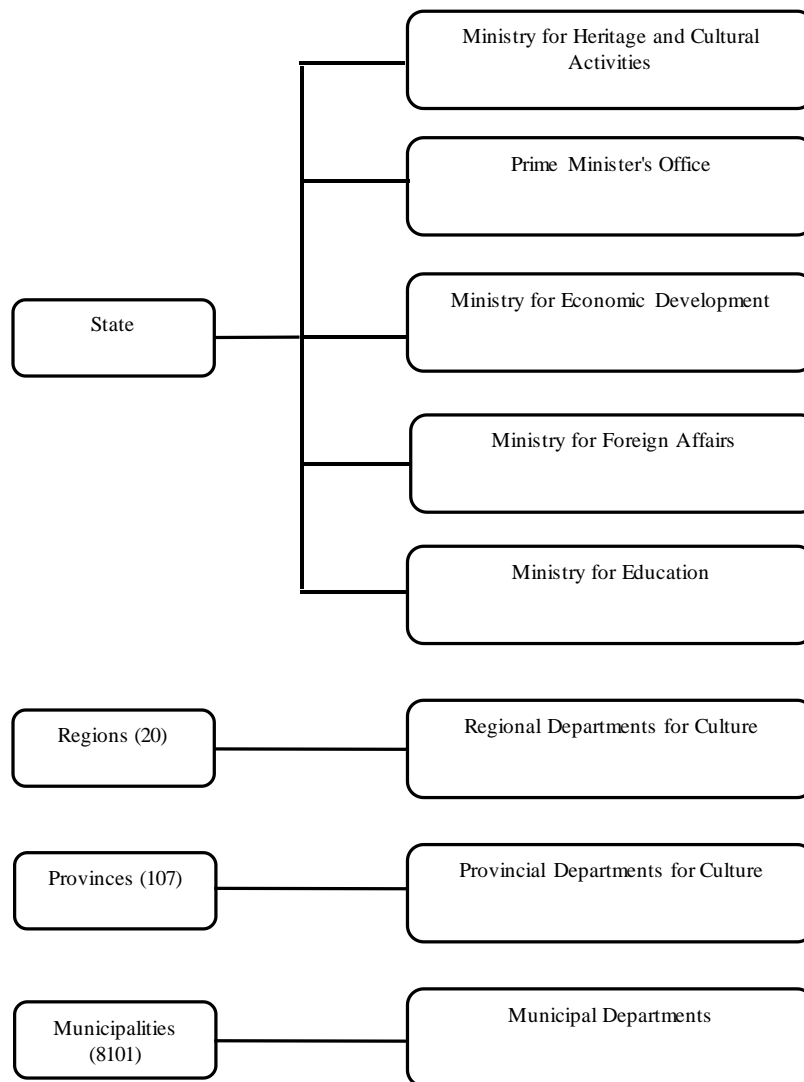 Ministry for Heritage and Cultural
Activities
Prime Minister's Office
State
Ministry for Economic Development
Ministry for Foreign Affairs
Ministry for Education
Regions (20)
Regional Departments for Culture
Provinces (107)
Provincial Departments for Culture
Municipalities
(8101)
Municipal Departments